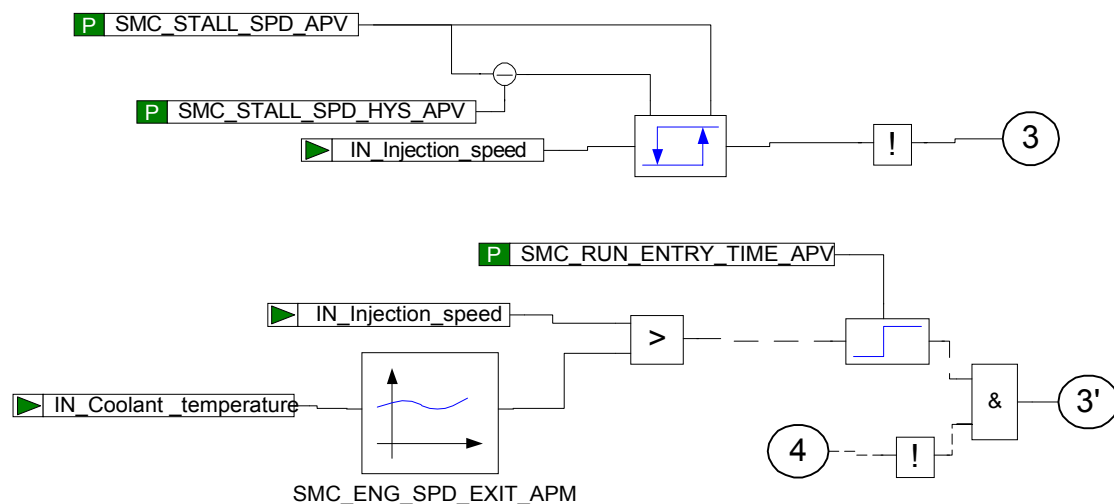 P SMC_STALL_SPD_APV
P SMC_STALL_SPD_HYS_APV
IN_Injection_speed
!
3
P SMC_RUN_ENTRY_TIME_APV
IN_Injection_speed
>
IN_Coolant _temperature
&
3'
4
!
SMC_ENG_SPD_EXIT_APM